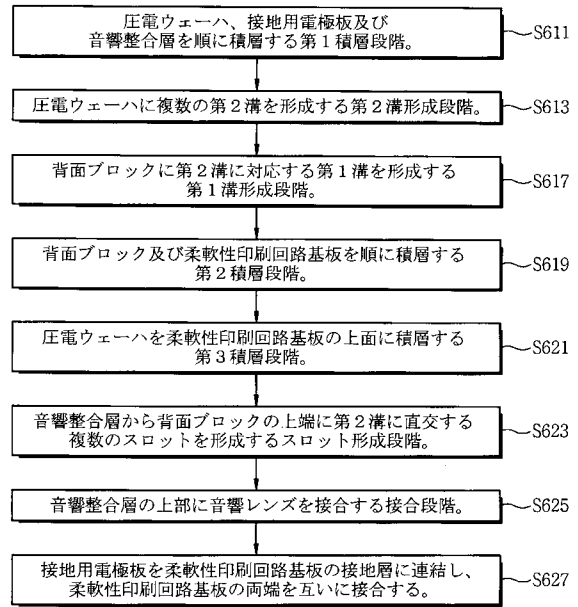 圧電ウェーハ、接地用電極板及び
音響整合層を順に積層する第1積層段階。
S611
圧電ウェーハに複数の第2溝を形成する第2溝形成段階。
S613
背面ブロックに第2溝に対応する第1溝を形成する
第1溝形成段階。
S617
背面ブロック及び柔軟性印刷回路基板を順に積層する
第2積層段階。
S619
圧電ウェーハを柔軟性印刷回路基板の上面に積層する
第3積層段階。
S621
音響整合層から背面ブロックの上端に第2溝に直交する
複数のスロットを形成するスロット形成段階。
S623
音響整合層の上部に音響レンズを接合する接合段階。
S625
接地用電極板を柔軟性印刷回路基板の接地層に連結し、
柔軟性印刷回路基板の両端を互いに接合する。
S627